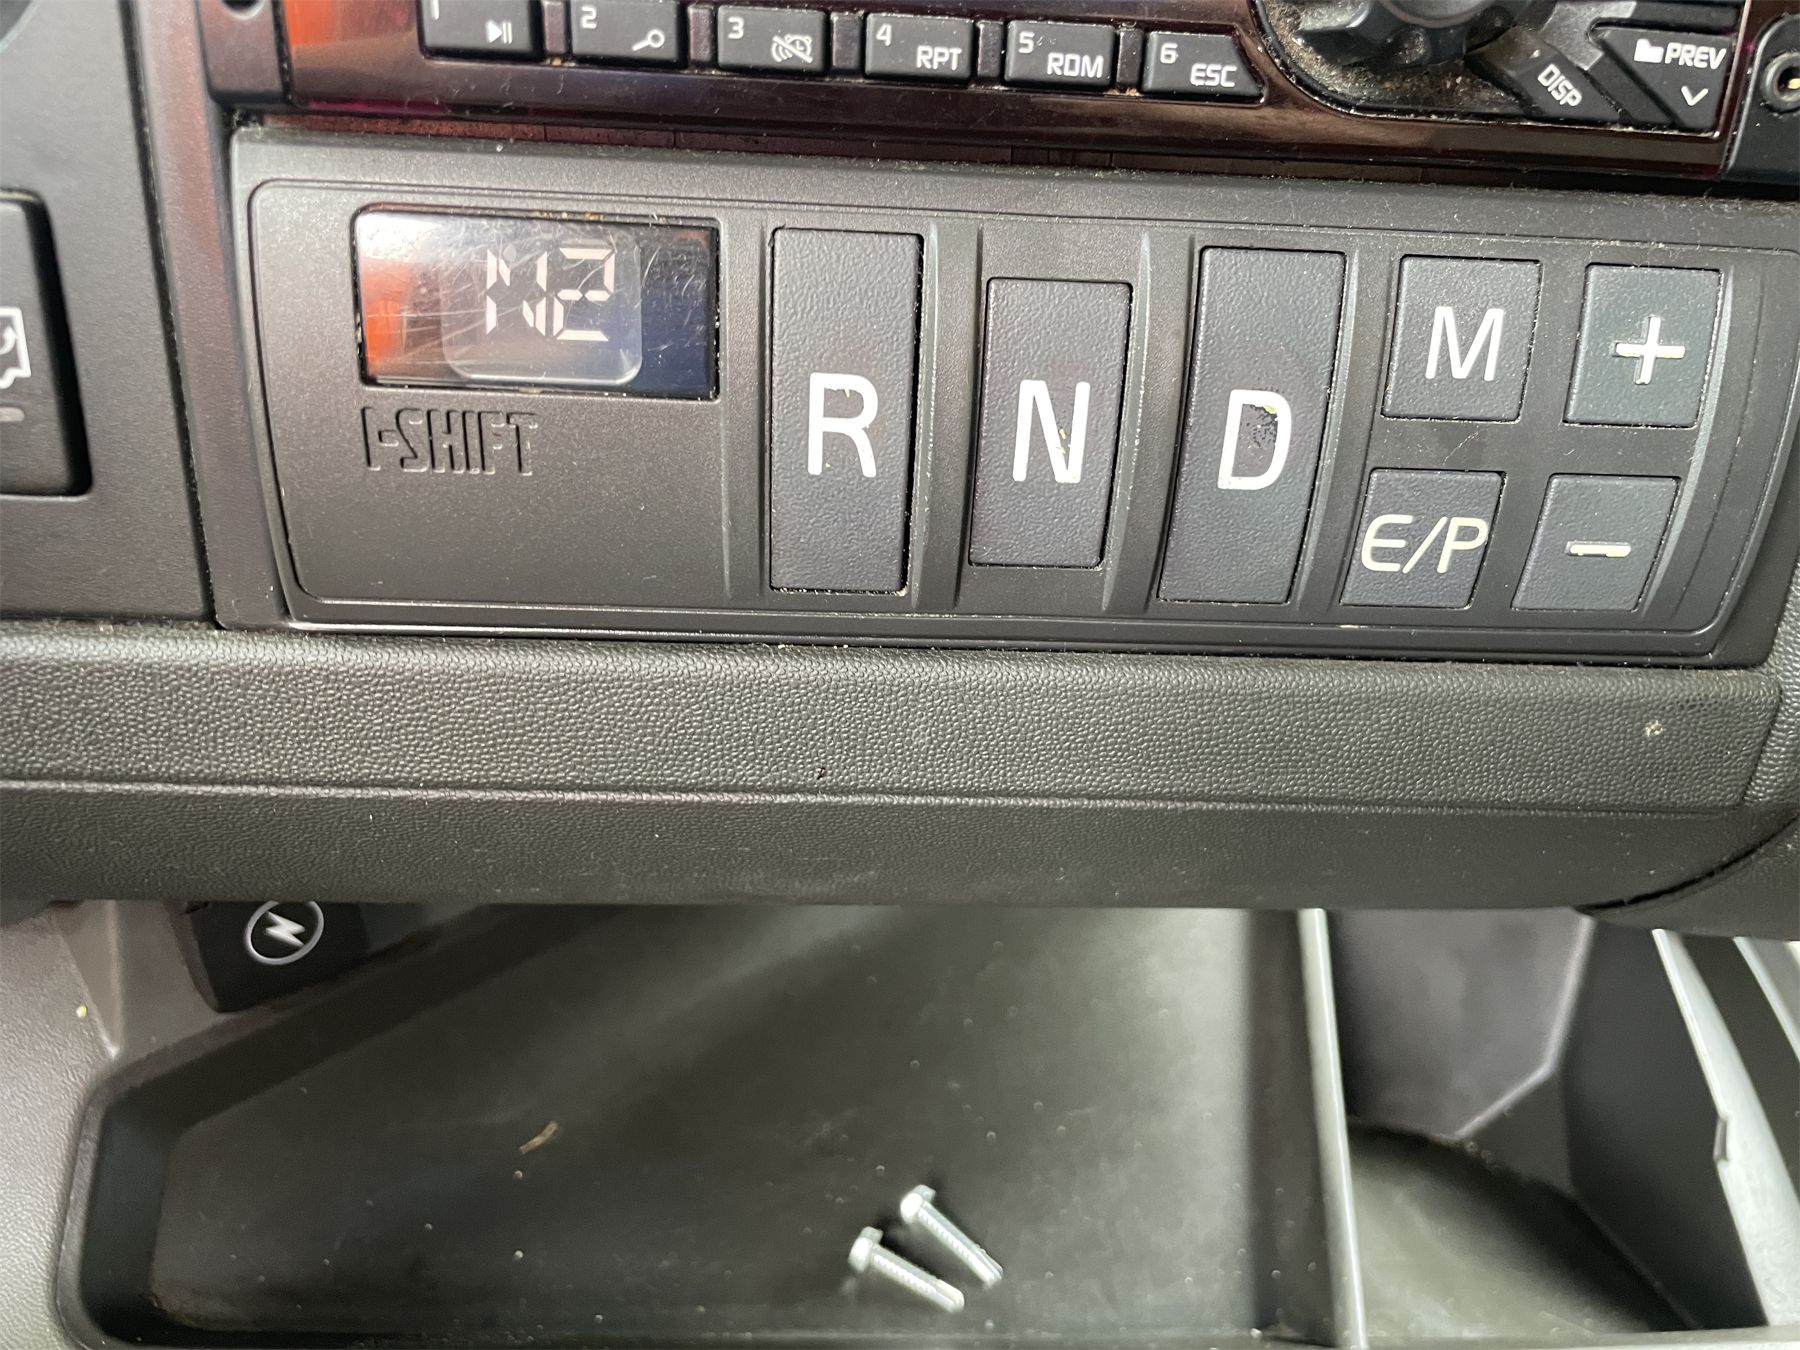 1
2
3
4 RPT
5 RDM
6 ESC
DISP
PREV
N2
I-SHIFT
R
N
D
M
+
E/P
-